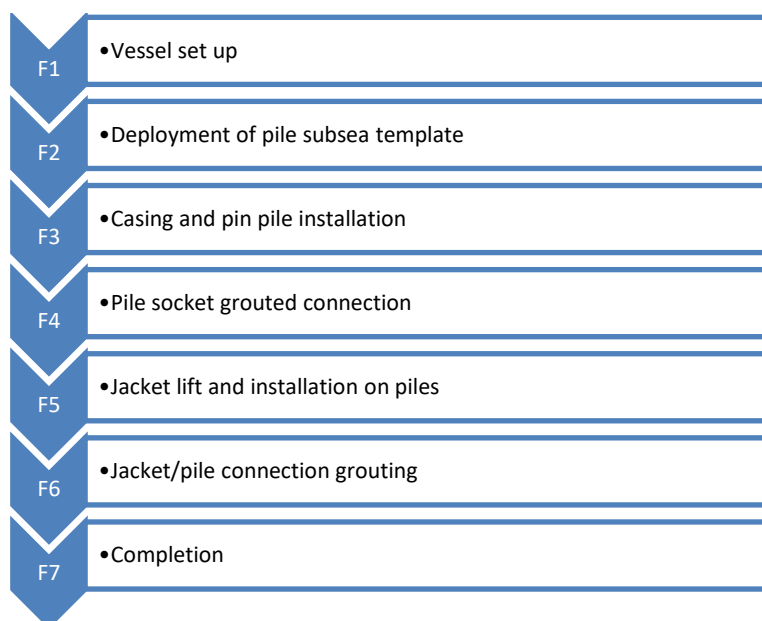 F1
•Vessel set up
F2
•Deployment of pile subsea template
F3
•Casing and pin pile installation
F4
•Pile socket grouted connection
F5
•Jacket lift and installation on piles
F6
•Jacket/pile connection grouting
F7
•Completion